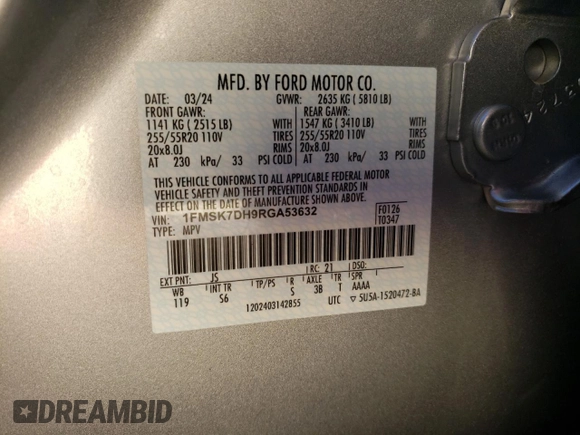 MFD. BY FORD MOTOR CO.
DATE: 03/24 GVWR: 2635 KG ( 5810 LB)
FRONT GAWR: REAR GAWR:
1141 KG ( 2515 LB) WITH 1547 KG ( 3410 LB) WITH
255/55R20 110V TIRES 255/55R20 110V TIRES
20x8.0J RIMS 20x8.0J RIMS
AT 230 kPa/ 33 PSI COLD AT 230 kPa/ 33 PSI COLD
THIS VEHICLE CONFORMS TO ALL APPLICABLE FEDERAL MOTOR
VEHICLE SAFETY AND THEFT PREVENTION STANDARDS IN
EFFECT ON THE DATE OF MANUFACTURE SHOWN ABOVE.
VIN: 1FMSK7DH9RGA53632 F0126
TYPE: MPV T0347
EXT PNT: JS RC: 21 DSO:
WB INT TR TP/PS R AXLE TR SPR
119 S6 S 3B T AAAA
1202403142855 UTC ▽ SU5A-1520472-BA
DREAMBID